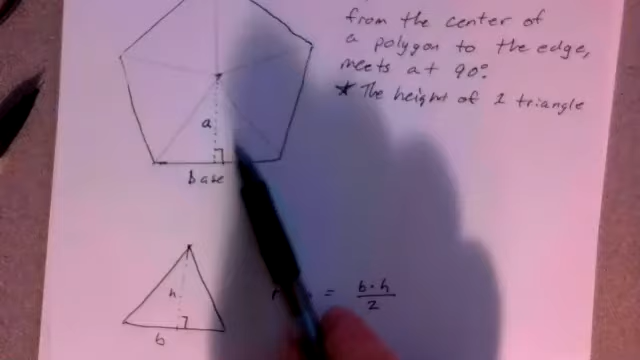 from the center of
a polygon to the edge,
meets at 90°.
* The height of 1 triangle
a
base
h
b
= b·h
2